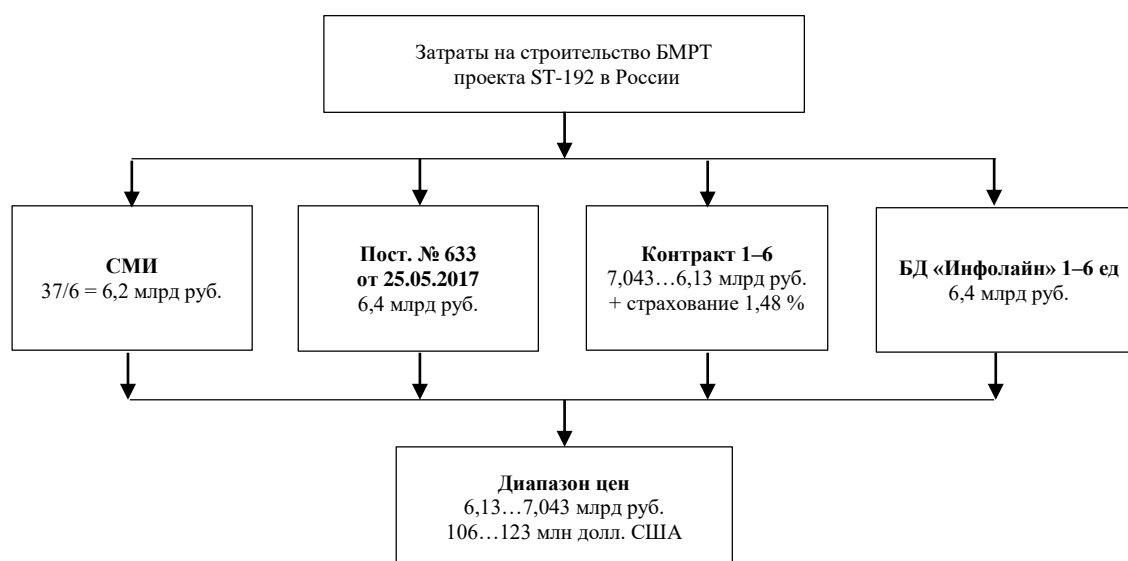 Затраты на строительство БМРТ
проекта ST-192 в России
СМИ
37/6 = 6,2 млрд руб.
Пост. № 633
от 25.05.2017
6,4 млрд руб.
Контракт 1–6
7,043…6,13 млрд руб.
+ страхование 1,48 %
БД «Инфолайн» 1–6 ед
6,4 млрд руб.
Диапазон цен
6,13…7,043 млрд руб.
106…123 млн долл. США